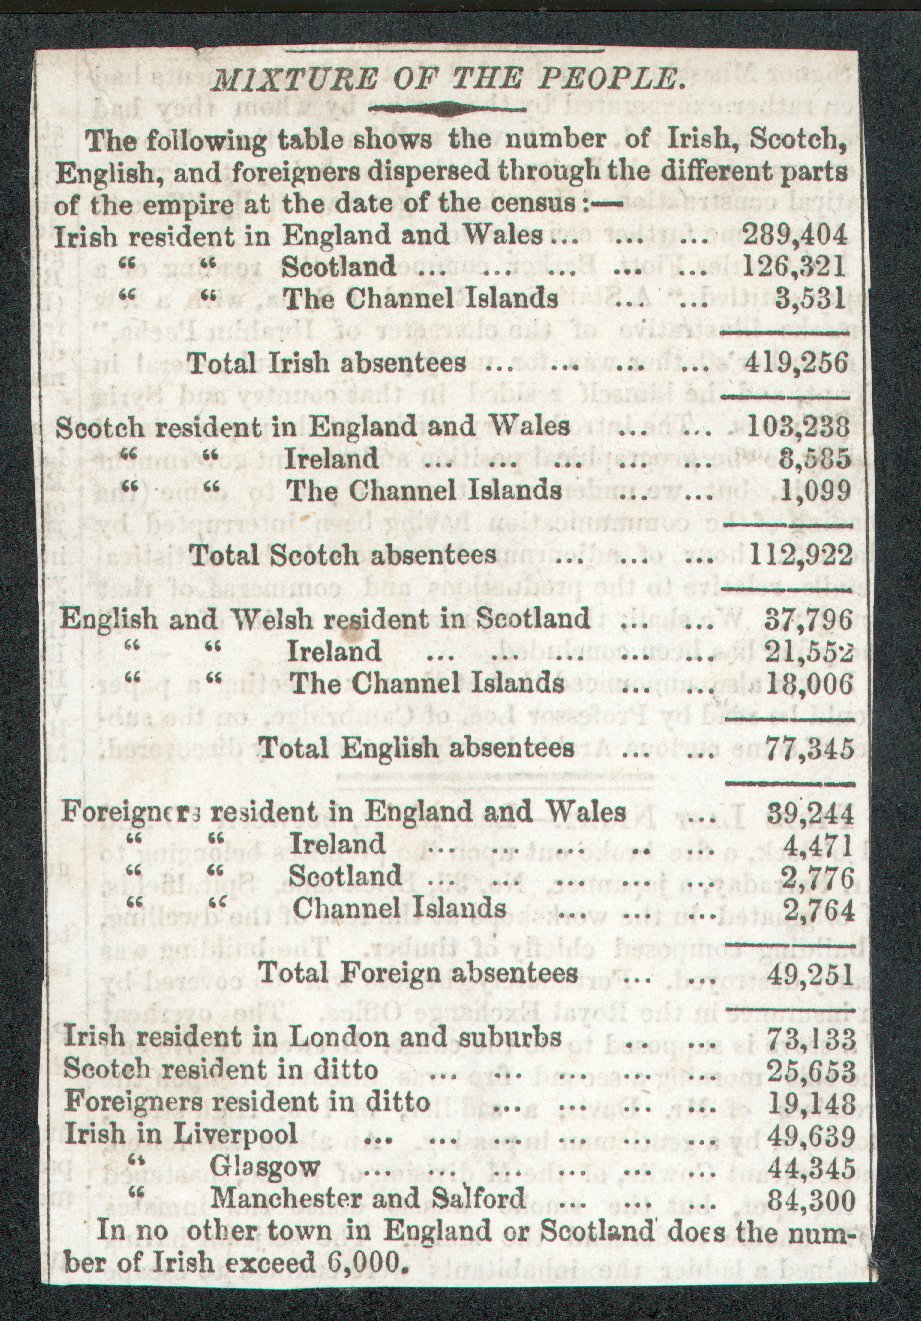 MIXTURE OF THE PEOPLE.
The following table shows the number of Irish, Scotch,
English, and foreigners dispersed through the different parts
of the empire at the date of the census :—
Irish resident in England and Wales ... ... ... 289,404
“ “ Scotland ... ... ... ... ... 126,321
“ “ The Channel Islands ... ... 3,531
Total Irish absentees ... ... ... ... 419,256
Scotch resident in England and Wales ... ... 103,238
“ “ Ireland ... ... ... ... ... 8,585
“ “ The Channel Islands ... ... 1,099
Total Scotch absentees ... ... ... 112,922
English and Welsh resident in Scotland ... ... 37,796
“ “ Ireland ... ... ... ... ... 21,552
“ “ The Channel Islands ... ... 18,006
Total English absentees ... ... 77,345
Foreigners resident in England and Wales ... 39,244
“ “ Ireland ... ... ... ... ... 4,471
“ “ Scotland ... ... ... ... ... 2,776
“ “ Channel Islands ... ... ... 2,764
Total Foreign absentees ... ... 49,251
Irish resident in London and suburbs ... ... 73,133
Scotch resident in ditto ... ... ... ... ... 25,653
Foreigners resident in ditto ... ... ... ... 19,148
Irish in Liverpool ... ... ... ... ... ... 49,639
“ Glasgow ... ... ... ... ... ... 44,345
“ Manchester and Salford ... ... ... 34,300
In no other town in England or Scotland does the num-
ber of Irish exceed 6,000.